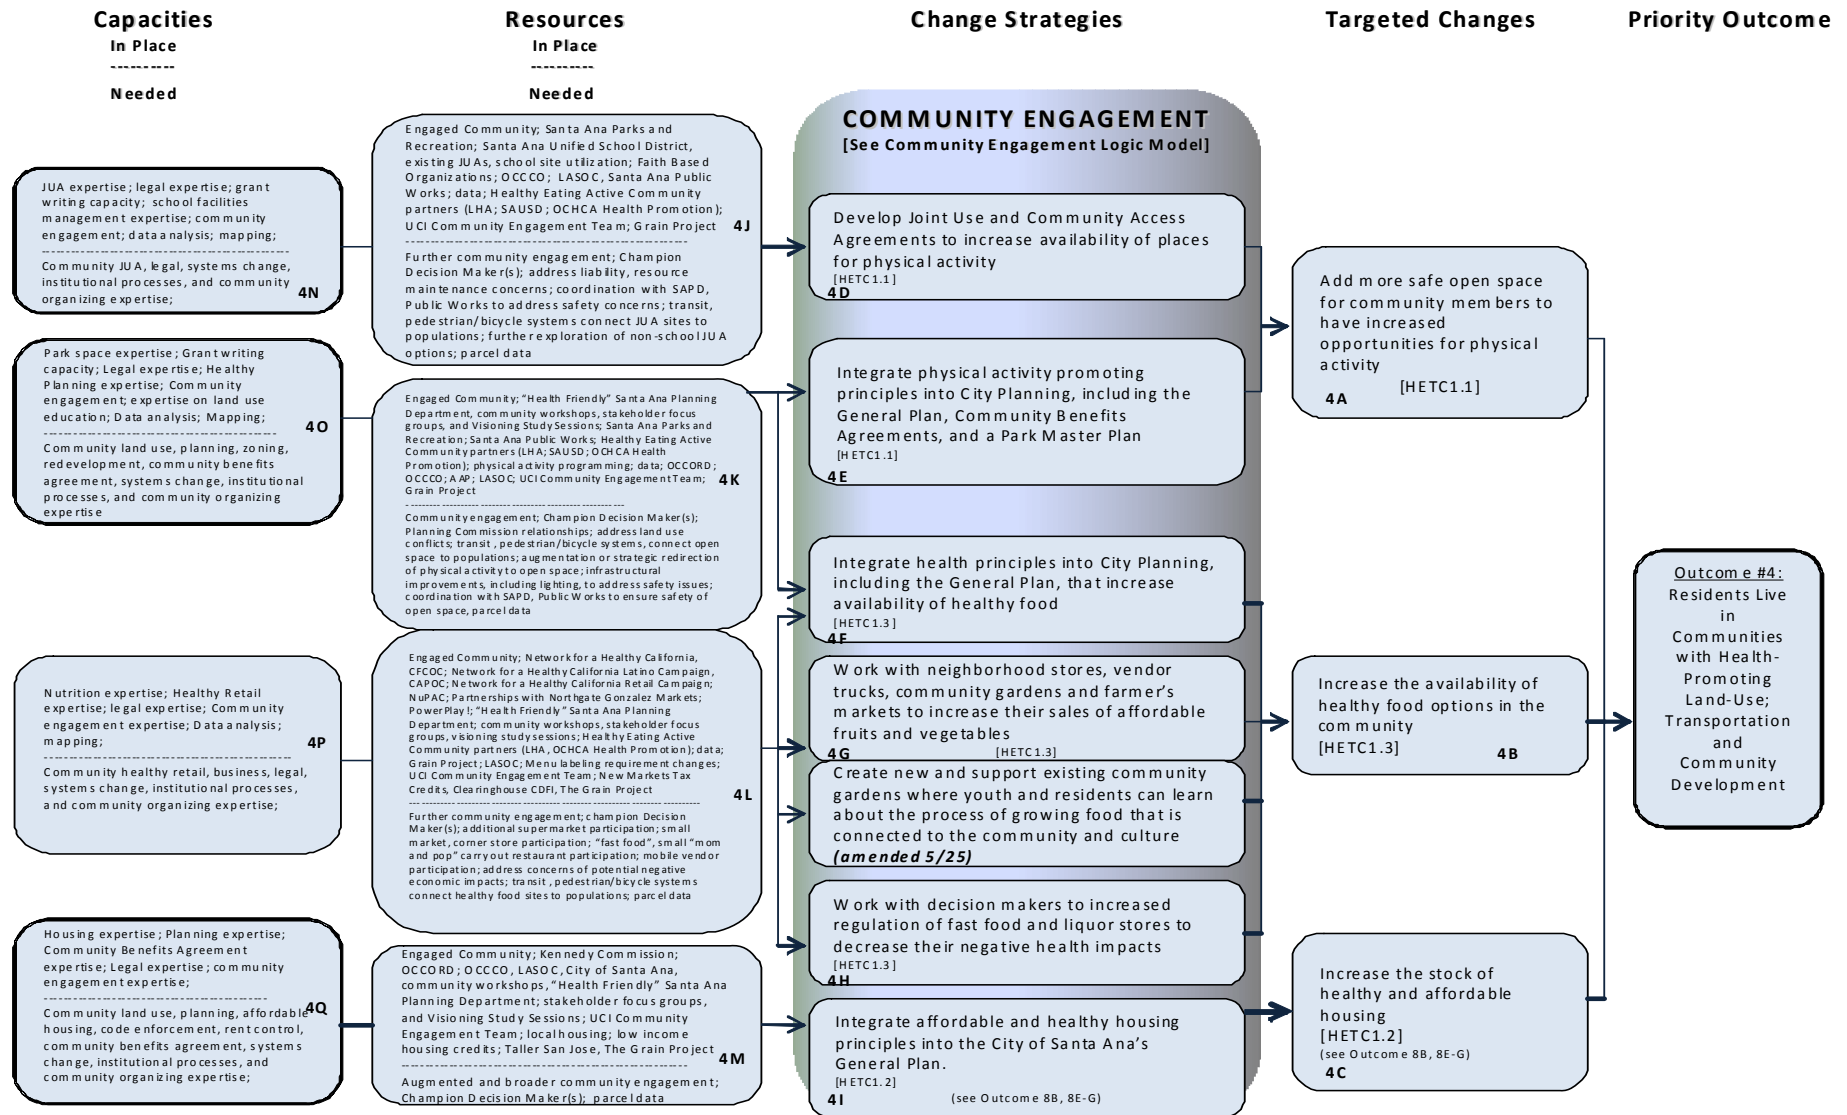 Capacities
In Place
----------
Needed
Resources
In Place
----------
Needed
Change Strategies
Targeted Changes
Priority Outcome
JUA expertise; legal expertise; grant
writing capacity; school facilities
management expertise; community
engagement; data analysis; mapping;
--------------------------------------------------
Community JUA, legal, systems change,
institutional processes, and community
organizing expertise;
4N
Park space expertise; Grant writing
capacity; Legal expertise; Healthy
Planning expertise; Community
engagement; expertise on land use
education; Data analysis; Mapping;
--------------------------------------------------
4O
Community land use, planning, zoning,
redevelopment, community benefits
agreement, systems change, institutional
processes, and community organizing
expertise
Nutrition expertise; Healthy Retail
expertise; legal expertise; Community
engagement expertise; Data analysis;
mapping;
4P
--------------------------------------------------
Community healthy retail, business, legal,
systems change, institutional processes,
and community organizing expertise;
Housing expertise; Planning expertise;
Community Benefits Agreement
expertise; Legal expertise; community
engagement expertise;
--------------------------------------------------
Community land use, planning, affordable
4Q
housing, code enforcement, rent control,
community benefits agreement, systems
change, institutional processes, and
community organizing expertise;
Engaged Community; Santa Ana Parks and
Recreation; Santa Ana Unified School District,
existing JUAs, school site utilization; Faith Based
Organizations; OCCCO; LASOC, Santa Ana Public
Works; data; Healthy Eating Active Community
partners (LHA; SAUSD; OCHCA Health Promotion);
UCI Community Engagement Team; Grain Project
4J
--------------------------------------------------
Further community engagement; Champion
Decision Maker(s); address liability, resource
maintenance concerns; coordination with SAPD,
Public Works to address safety concerns; transit,
pedestrian/bicycle systems connect JUA sites to
populations; further exploration of non-school JUA
options; parcel data
Engaged Community; “Health Friendly” Santa Ana Planning
Department, community workshops, stakeholder focus
groups, and Visioning Study Sessions; Santa Ana Parks and
Recreation; Santa Ana Public Works; Healthy Eating Active
Community partners (LHA; SAUSD; OCHCA Health
Promotion); physical activity programming; data; OCCORD;
OCCCO; AAP; LASOC; UCI Community Engagement Team;
4K
Grain Project
--------------------------------------------------
Community engagement; Champion Decision Maker(s);
Planning Commission relationships; address land use
conflicts; transit, pedestrian/bicycle systems, connect open
space to populations; augmentation or strategic redirection
of physical activity to open space; infrastructural
improvements, including lighting, to address safety issues;
coordination with SAPD, Public Works to ensure safety of
open space, parcel data
Engaged Community; Network for a Healthy California,
CFCOC; Network for a Healthy California Latino Campaign,
CAPOC; Network for a Healthy California Retail Campaign;
NuPAC; Partnerships with Northgate Gonzalez Markets;
PowerPlay!; “Health Friendly” Santa Ana Planning
Department; community workshops, stakeholder focus
groups, visioning study sessions; Healthy Eating Active
Community partners (LHA, OCHCA Health Promotion); data;
Grain Project; LASOC; Menu labeling requirement changes;
UCI Community Engagement Team; New Markets Tax
Credits, Clearinghouse CDFI, The Grain Project
4L
--------------------------------------------------
Further community engagement; champion Decision
Maker(s); additional supermarket participation; small
market, corner store participation; “fast food”, small “mom
and pop” carry out restaurant participation; mobile vendor
participation; address concerns of potential negative
economic impacts; transit, pedestrian/bicycle systems
connect healthy food sites to populations; parcel data
Engaged Community; Kennedy Commission;
OCCORD; OCCCO, LASOC, City of Santa Ana,
community workshops, “Health Friendly” Santa Ana
Planning Department; stakeholder focus groups,
and Visioning Study Sessions; UCI Community
Engagement Team; local housing; low income
housing credits; Taller San Jose, The Grain Project
4M
--------------------------------------------------
Augmented and broader community engagement;
Champion Decision Maker(s); parcel data
COMMUNITY ENGAGEMENT
[See Community Engagement Logic Model]
Develop Joint Use and Community Access
Agreements to increase availability of places
for physical activity
[HETC1.1]
4D
Integrate physical activity promoting
principles into City Planning, including the
General Plan, Community Benefits
Agreements, and a Park Master Plan
[HETC1.1]
4E
Integrate health principles into City Planning,
including the General Plan, that increase
availability of healthy food
[HETC1.3]
4F
Work with neighborhood stores, vendor
trucks, community gardens and farmer’s
markets to increase their sales of affordable
fruits and vegetables
4G [HETC1.3]
Create new and support existing community
gardens where youth and residents can learn
about the process of growing food that is
connected to the community and culture
(amended 5/25)
Work with decision makers to increased
regulation of fast food and liquor stores to
decrease their negative health impacts
[HETC1.3]
4H
Integrate affordable and healthy housing
principles into the City of Santa Ana’s
General Plan.
[HETC1.2]
4I (see Outcome 8B, 8E-G)
Add more safe open space
for community members to
have increased
opportunities for physical
activity
[HETC1.1]
4A
Increase the availability of
healthy food options in the
community
[HETC1.3] 4B
Increase the stock of
healthy and affordable
housing
[HETC1.2]
(see Outcome 8B, 8E-G)
4C
Outcome #4:
Residents Live
in
Communities
with Health-
Promoting
Land-Use;
Transportation
and
Community
Development